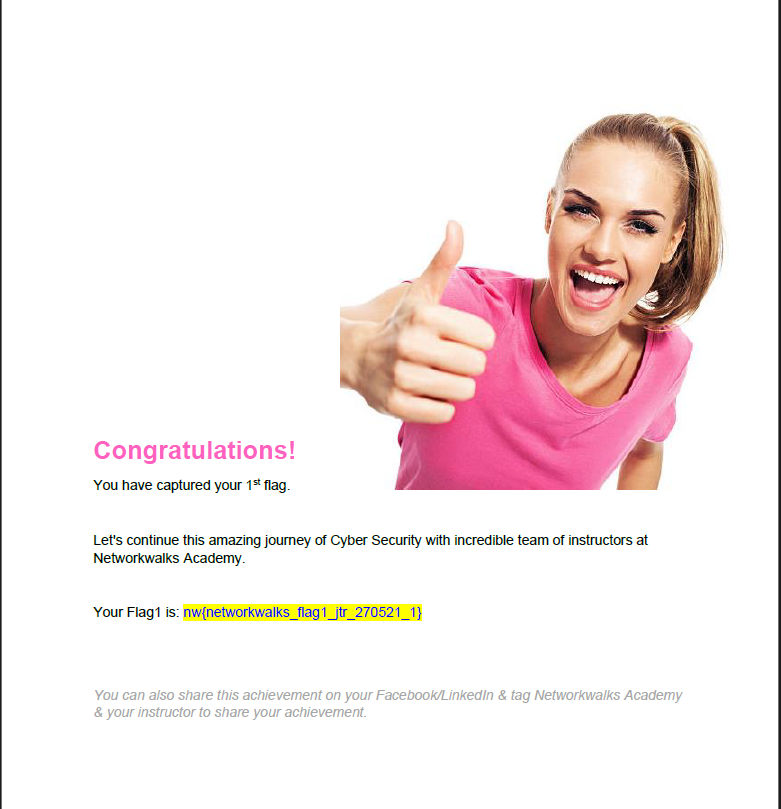 Congratulations!
You have captured your 1st flag.
Let's continue this amazing journey of Cyber Security with incredible team of instructors at
Networkwalks Academy.
Your Flag1 is: nw{networkwalks_flag1_jtr_270521_1}
You can also share this achievement on your Facebook/LinkedIn & tag Networkwalks Academy
& your instructor to share your achievement.